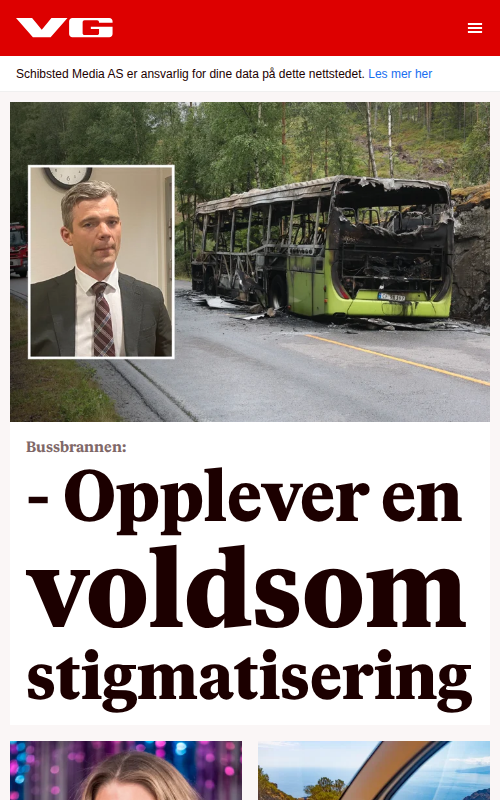 VG
Schibsted Media AS er ansvarlig for dine data på dette nettstedet. Les mer her
Bussbrannen:
- Opplever en
voldsom
stigmatisering